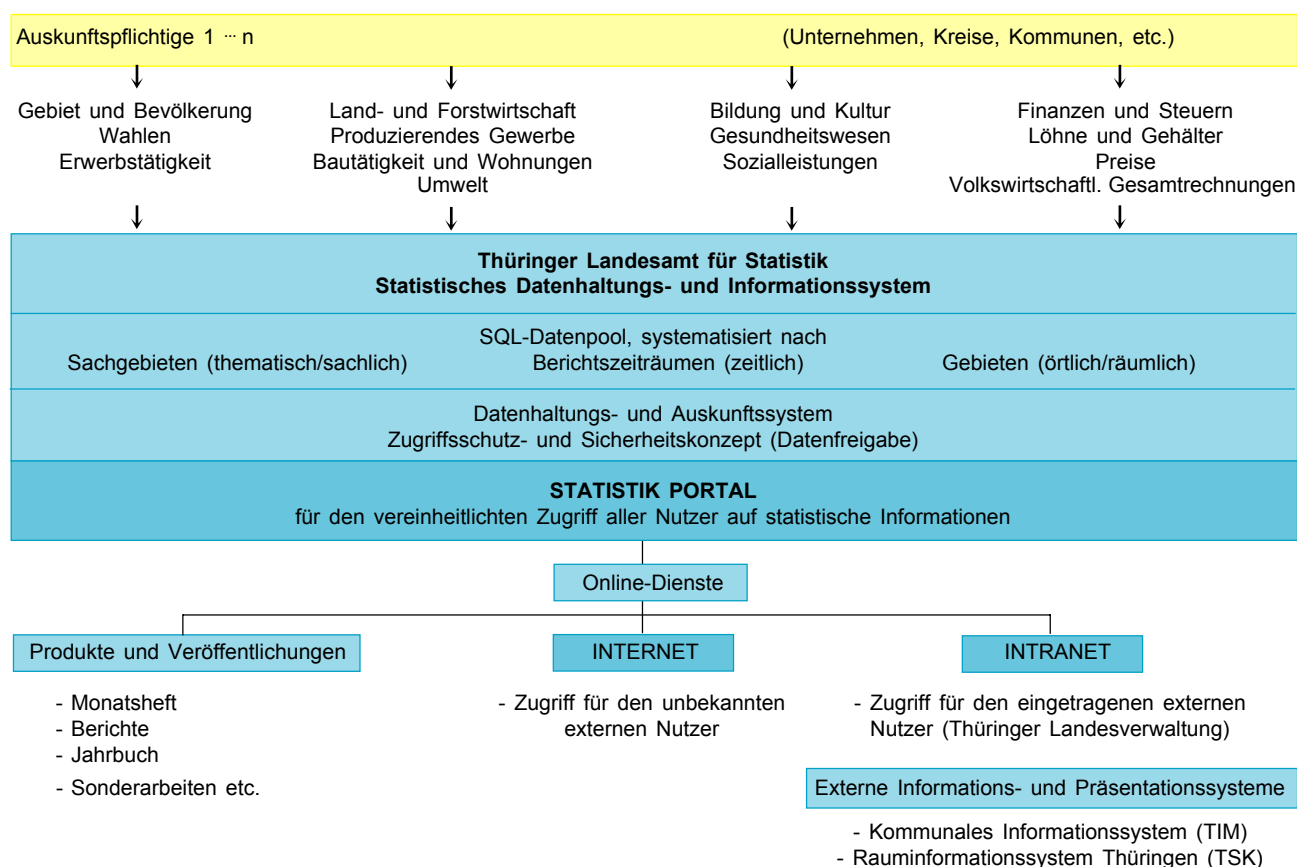 Auskunftspflichtige 1 ... n (Unternehmen, Kreise, Kommunen, etc.)
Gebiet und Bevölkerung
Wahlen
Erwerbstätigkeit
Land- und Forstwirtschaft
Produzierendes Gewerbe
Bautätigkeit und Wohnungen
Umwelt
Bildung und Kultur
Gesundheitswesen
Sozialleistungen
Finanzen und Steuern
Löhne und Gehälter
Preise
Volkswirtschaftl. Gesamtrechnungen
Thüringer Landesamt für Statistik
Statistisches Datenhaltungs- und Informationssystem
SQL-Datenpool, systematisiert nach
Sachgebieten (thematisch/sachlich) Berichtszeiträumen (zeitlich) Gebieten (örtlich/räumlich)
Datenhaltungs- und Auskunftssystem
Zugriffsschutz- und Sicherheitskonzept (Datenfreigabe)
STATISTIK PORTAL
für den vereinheitlichten Zugriff aller Nutzer auf statistische Informationen
Online-Dienste
Produkte und Veröffentlichungen
- Monatsheft
- Berichte
- Jahrbuch
- Sonderarbeiten etc.
INTERNET
- Zugriff für den unbekannten
externen Nutzer
INTRANET
- Zugriff für den eingetragenen externen
Nutzer (Thüringer Landesverwaltung)
Externe Informations- und Präsentationssysteme
- Kommunales Informationssystem (TIM)
- Rauminformationssystem Thüringen (TSK)